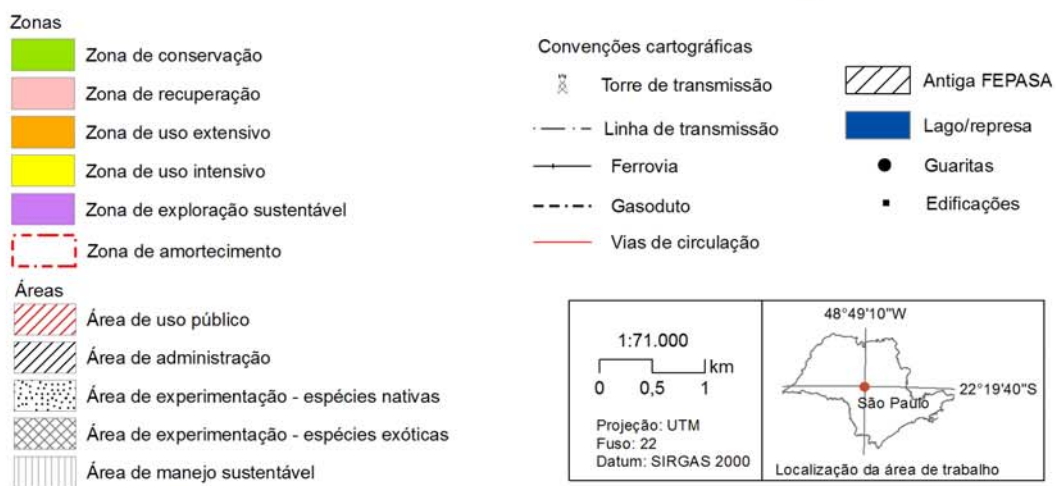 Zonas
Zona de conservação
Zona de recuperação
Zona de uso extensivo
Zona de uso intensivo
Zona de exploração sustentável
Zona de amortecimento
Áreas
Área de uso público
Área de administração
Área de experimentação - espécies nativas
Área de experimentação - espécies exóticas
Área de manejo sustentável
Convenções cartográficas
Torre de transmissão
Linha de transmissão
Ferrovia
Gasoduto
Vias de circulação
Antiga FEPASA
Lago/represa
Guaritas
Edificações
1:71.000
km
0 0,5 1
Projeção: UTM
Fuso: 22
Datum: SIRGAS 2000
48°49'10"W
22°19'40"S
São Paulo
Localização da área de trabalho